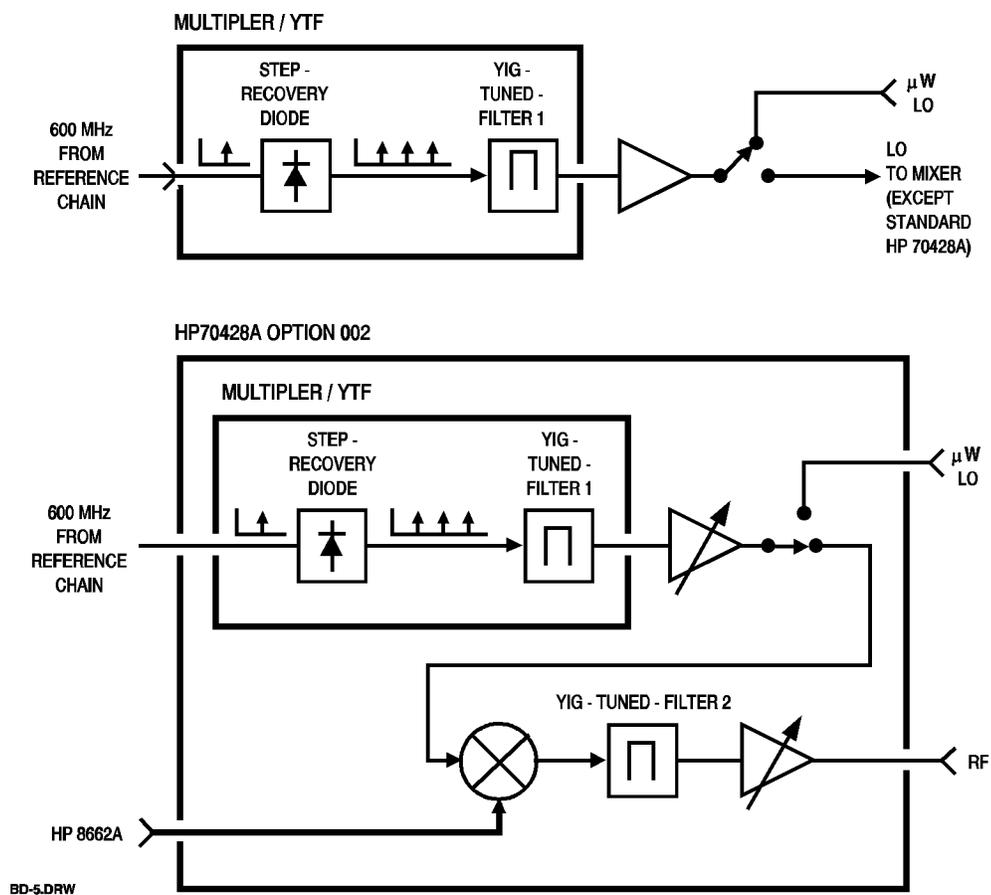 MULTIPLER / YTF
STEP -
RECOVERY
DIODE
YIG -
TUNED -
FILTER 1
600 MHz
FROM
REFERENCE
CHAIN
µW
LO
LO
TO MIXER
(EXCEPT
STANDARD
HP 70428A)
HP70428A OPTION 002
MULTIPLER / YTF
STEP -
RECOVERY
DIODE
YIG -
TUNED -
FILTER 1
600 MHz
FROM
REFERENCE
CHAIN
µW
LO
YIG - TUNED - FILTER 2
RF
HP 8662A
BD-5.DRW